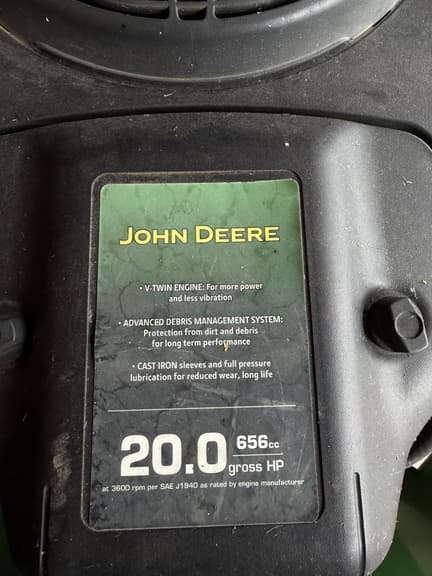 JOHN DEERE
• V-TWIN ENGINE: For more power
and less vibration
• ADVANCED DEBRIS MANAGEMENT SYSTEM:
Protection from dirt and debris
for long term performance
• CAST IRON sleeves and full pressure
lubrication for reduced wear, long life
20.0 656cc
gross HP
at 3600 rpm per SAE J1940 as rated by engine manufacturer